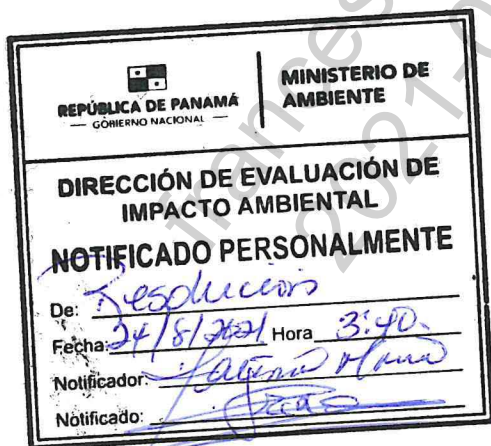 REPÚBLICA DE PANAMÁ
— GOBIERNO NACIONAL —
MINISTERIO DE
AMBIENTE
DIRECCIÓN DE EVALUACIÓN DE
IMPACTO AMBIENTAL
NOTIFICADO PERSONALMENTE
De: Resolución
Fecha: 24/8/2021 Hora 3:40
Notificador:
Notificado: